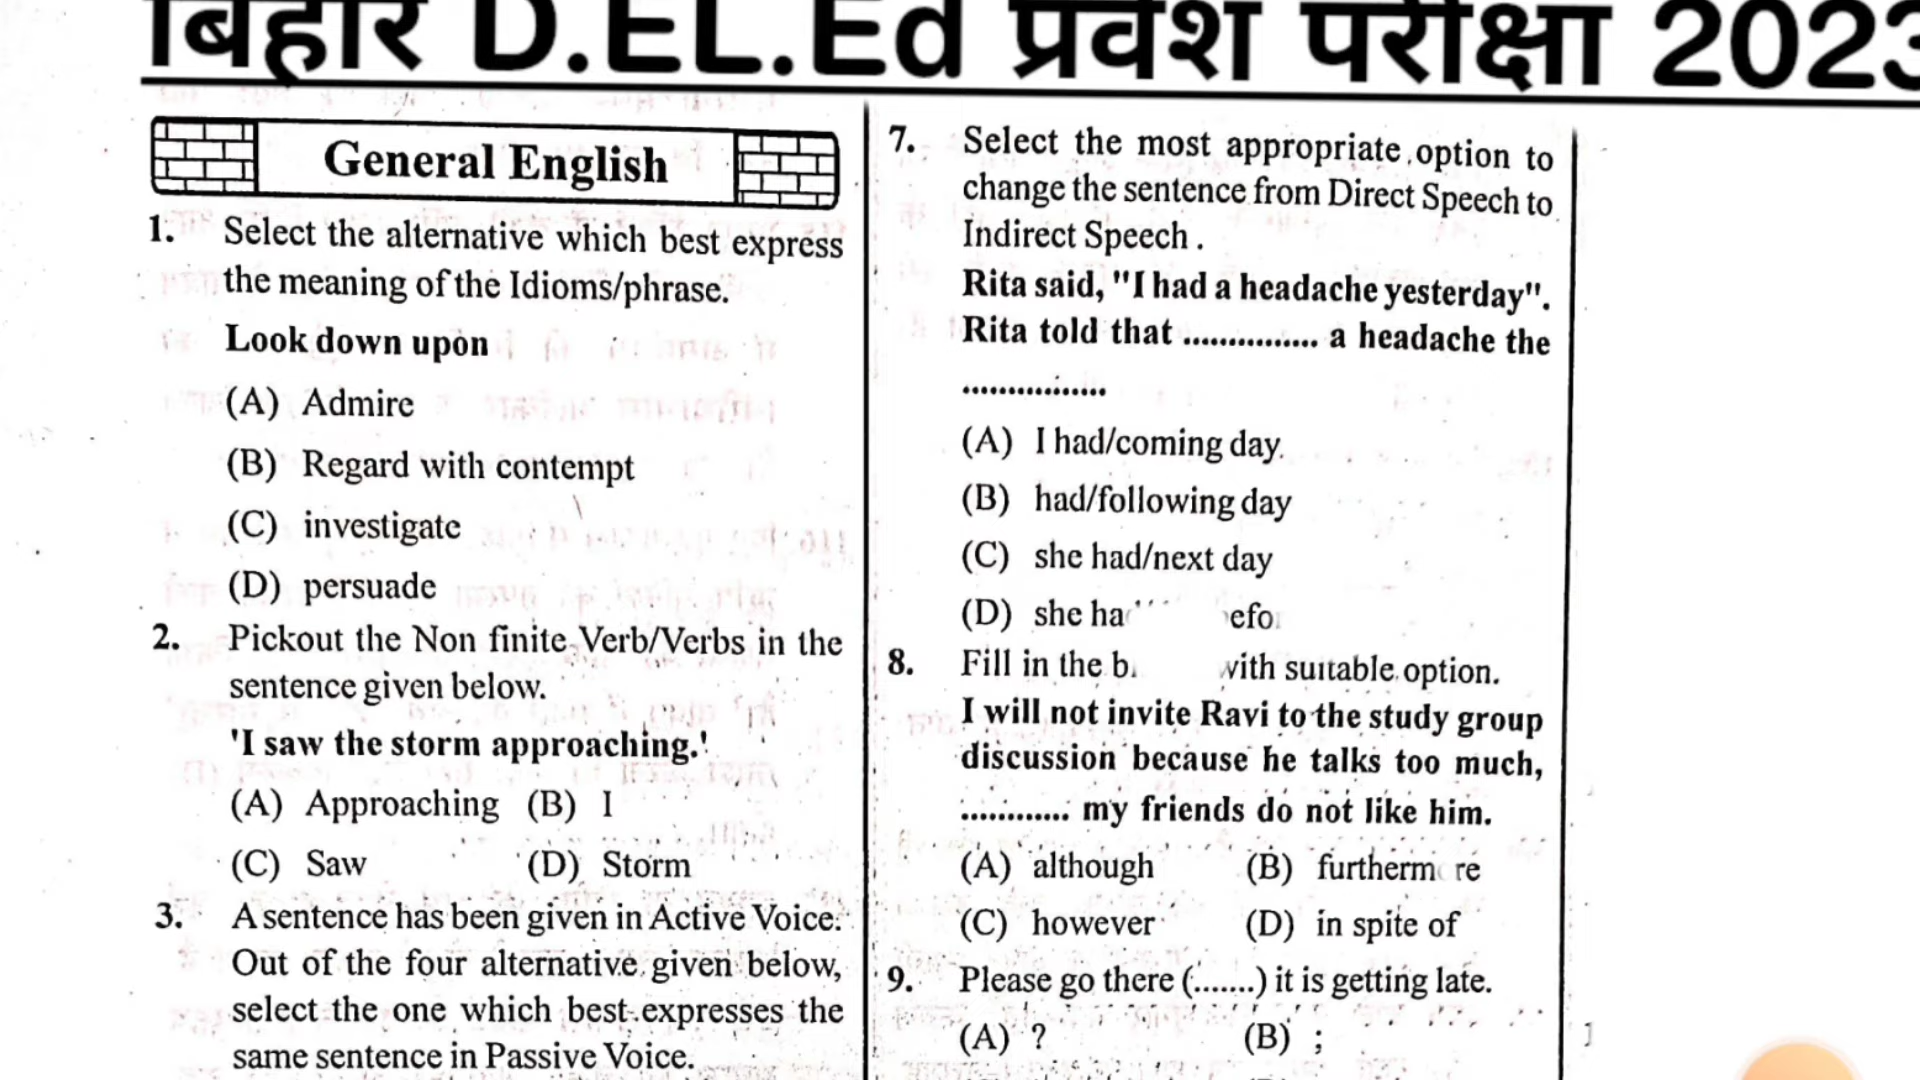 बिहार D.EL.Ed प्रवेश परीक्षा 2023
General English
1. Select the alternative which best express
the meaning of the Idioms/phrase.
Look down upon
(A) Admire
(B) Regard with contempt
(C) investigate
(D) persuade
2. Pickout the Non finite Verb/Verbs in the
sentence given below.
'I saw the storm approaching.'
(A) Approaching (B) I
(C) Saw (D) Storm
3. A sentence has been given in Active Voice.
Out of the four alternative given below,
select the one which best expresses the
same sentence in Passive Voice.
7. Select the most appropriate option to
change the sentence from Direct Speech to
Indirect Speech.
Rita said, "I had a headache yesterday".
Rita told that ............... a headache the
................
(A) I had/coming day.
(B) had/following day
(C) she had/next day
(D) she
8. Fill in the with suitable option.
I will not invite Ravi to the study group
discussion because he talks too much,
............ my friends do not like him.
(A) although (B) furthermore
(C) however (D) in spite of
9. Please go there (.......) it is getting late.
(A) ? (B) ;